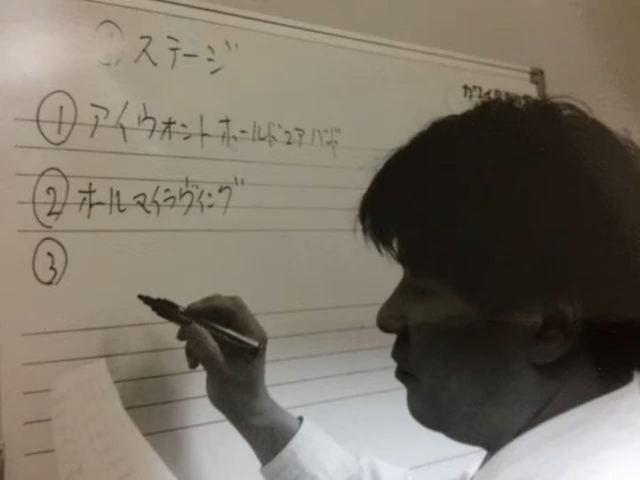 ① ステージ
① アイウォントホールドユアハンド
② オールマイラヴィング
③